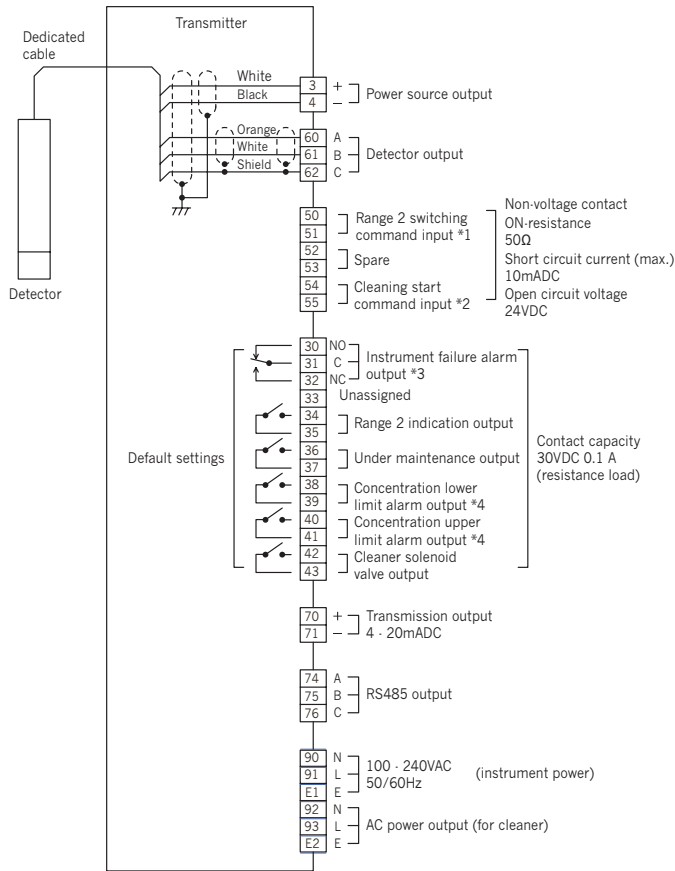 Transmitter
Dedicated
cable
Detector
White
Black
3 +
4 −
Power source output
Orange
White
Shield
60 A
61 B
62 C
Detector output
50
51
Range 2 switching
command input *1
52
53
Spare
54
55
Cleaning start
command input *2
Non-voltage contact
ON-resistance
50Ω
Short circuit current (max.)
10mADC
Open circuit voltage
24VDC
Default settings
30 NO
31 C
32 NC
Instrument failure alarm
output *3
33 Unassigned
34
35
Range 2 indication output
36
37
Under maintenance output
38
39
Concentration lower
limit alarm output *4
40
41
Concentration upper
limit alarm output *4
42
43
Cleaner solenoid
valve output
Contact capacity
30VDC 0.1 A
(resistance load)
70 +
71 −
Transmission output
4 - 20mADC
74 A
75 B
76 C
RS485 output
90 N
91 L
E1 E
100 - 240VAC
50/60Hz
(instrument power)
92 N
93 L
E2 E
AC power output (for cleaner)